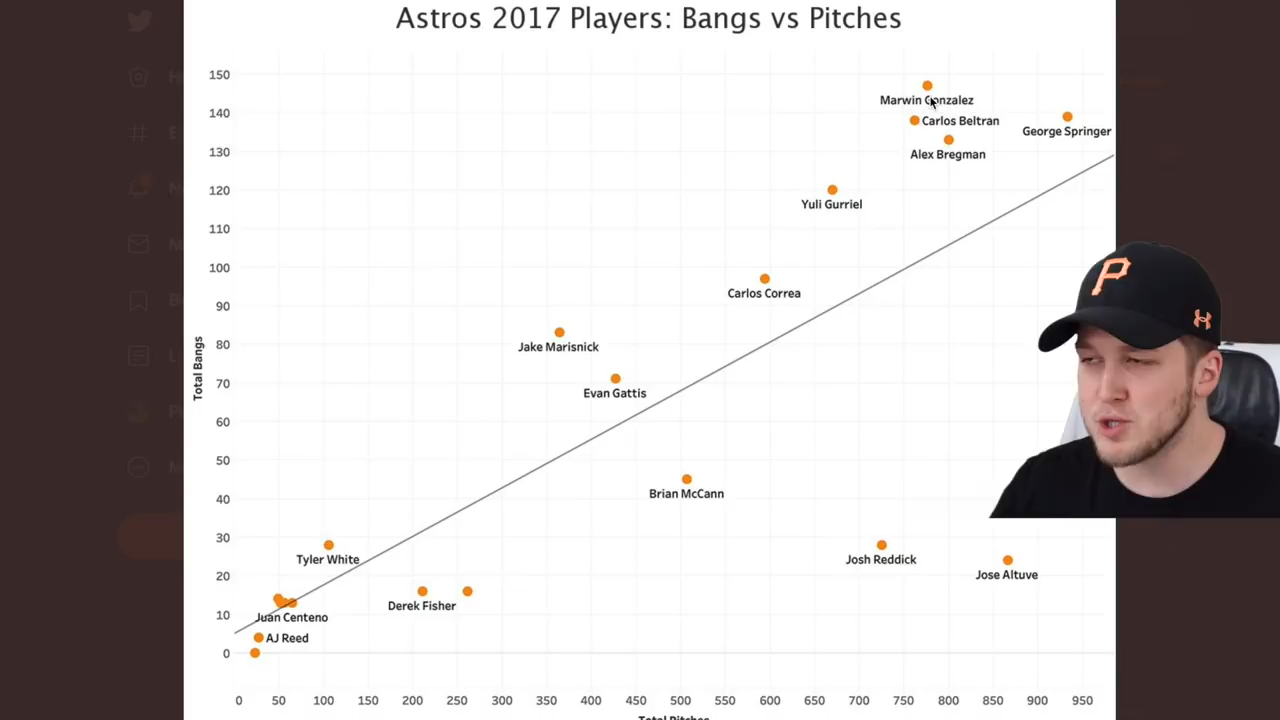 Astros 2017 Players: Bangs vs Pitches
150
Marwin Gonzalez
140
Carlos Beltran
George Springer
130
Alex Bregman
120
Yuli Gurriel
110
100
Carlos Correa
90
80
Jake Marisnick
70
Evan Gattis
Total Bangs
60
50
Brian McCann
40
30
Tyler White
Josh Reddick
Jose Altuve
20
Derek Fisher
10
Juan Centeno
AJ Reed
0
0 50 100 150 200 250 300 350 400 450 500 550 600 650 700 750 800 850 900 950
Total Pitches
P